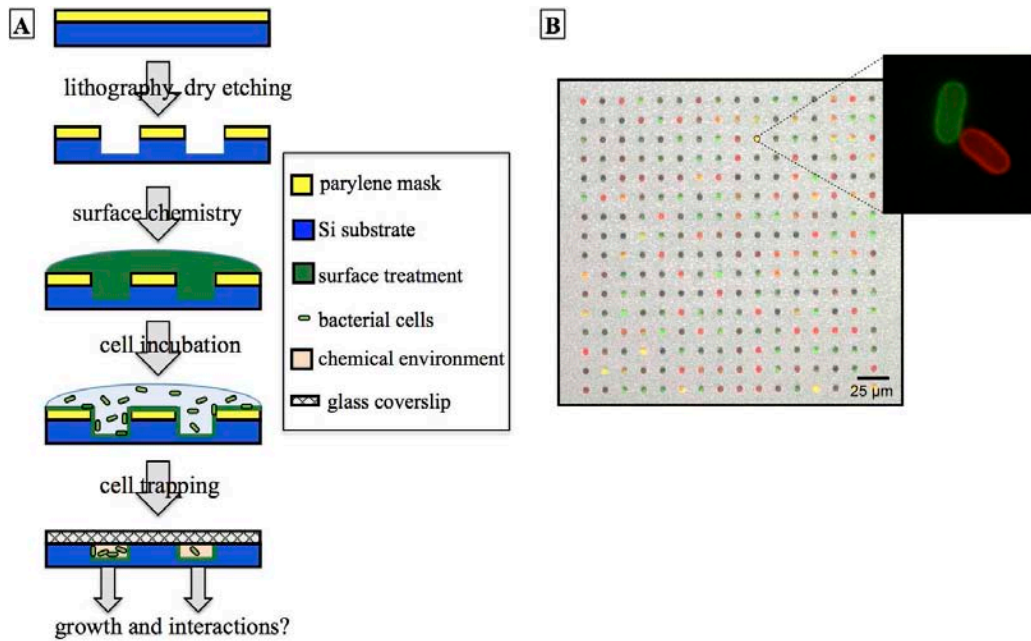 A
lithography, dry etching
surface chemistry
cell incubation
cell trapping
growth and interactions?
parylene mask
Si substrate
surface treatment
bacterial cells
chemical environment
glass coverslip
B
25 µm